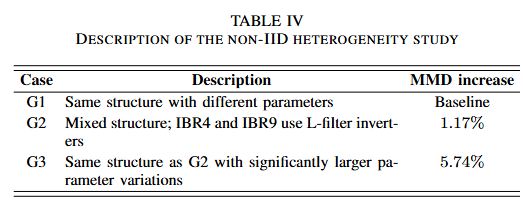 TABLE IV
DESCRIPTION OF THE NON-IID HETEROGENEITY STUDY
Case Description MMD increase
G1 Same structure with different parameters Baseline
G2 Mixed structure; IBR4 and IBR9 use L-filter invert- 1.17%
ers
G3 Same structure as G2 with significantly larger pa- 5.74%
rameter variations